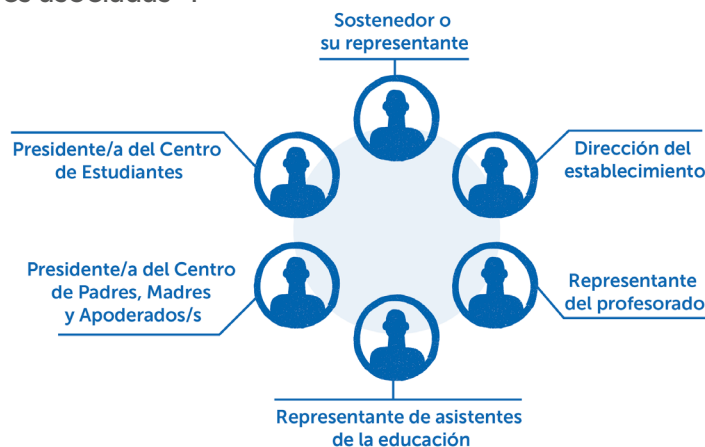 Sostenedor o
su representante
Presidente/a del Centro
de Estudiantes
Dirección del
establecimiento
Presidente/a del Centro
de Padres, Madres
y Apoderados/s
Representante
del profesorado
Representante de asistentes
de la educación